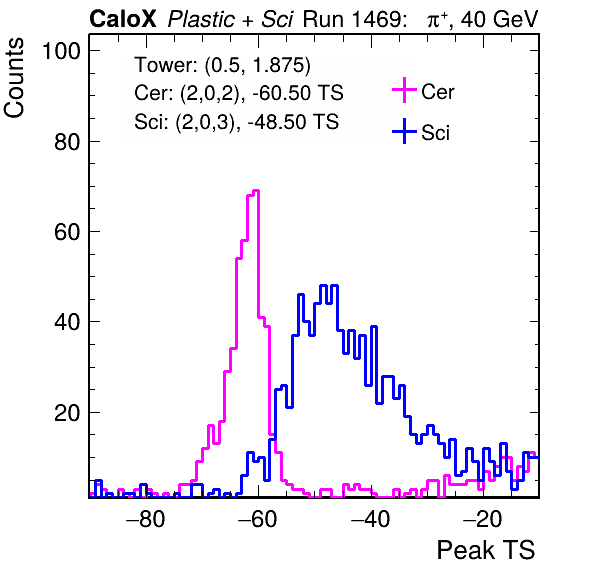 CaloX Plastic + Sci Run 1469: π⁺, 40 GeV
Counts
100
80
60
40
20
Tower: (0.5, 1.875)
Cer: (2,0,2), -60.50 TS
Sci: (2,0,3), -48.50 TS
Cer
Sci
−80 −60 −40 −20
Peak TS